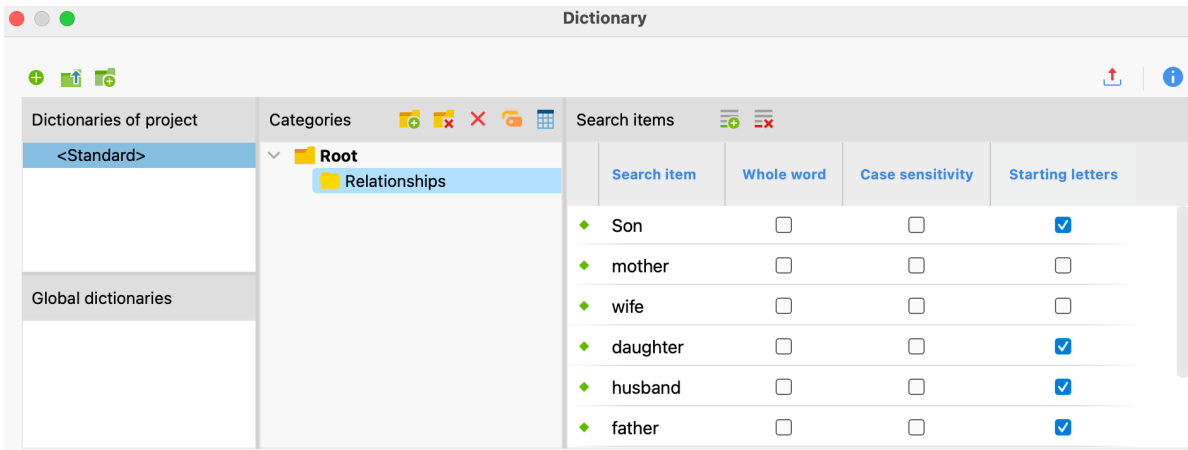 Dictionary
Dictionaries of project
<Standard>
Global dictionaries
Categories
Root
Relationships
Search items
Search item Whole word Case sensitivity Starting letters
Son
mother
wife
daughter
husband
father